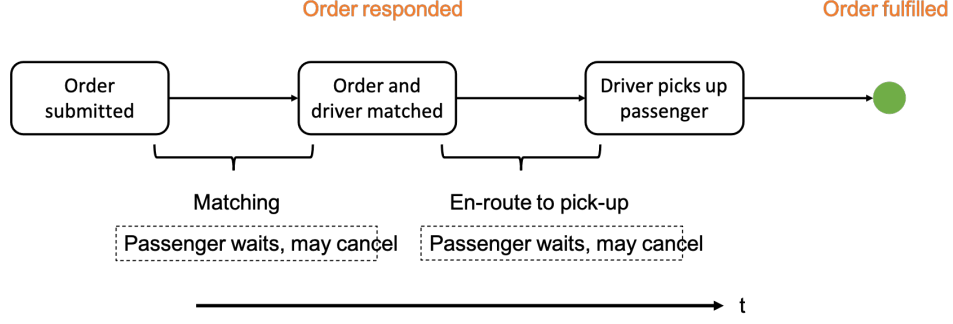 Order responded
Order fulfilled
Order
submitted
Order and
driver matched
Driver picks up
passenger
Matching
En-route to pick-up
Passenger waits, may cancel
Passenger waits, may cancel
t